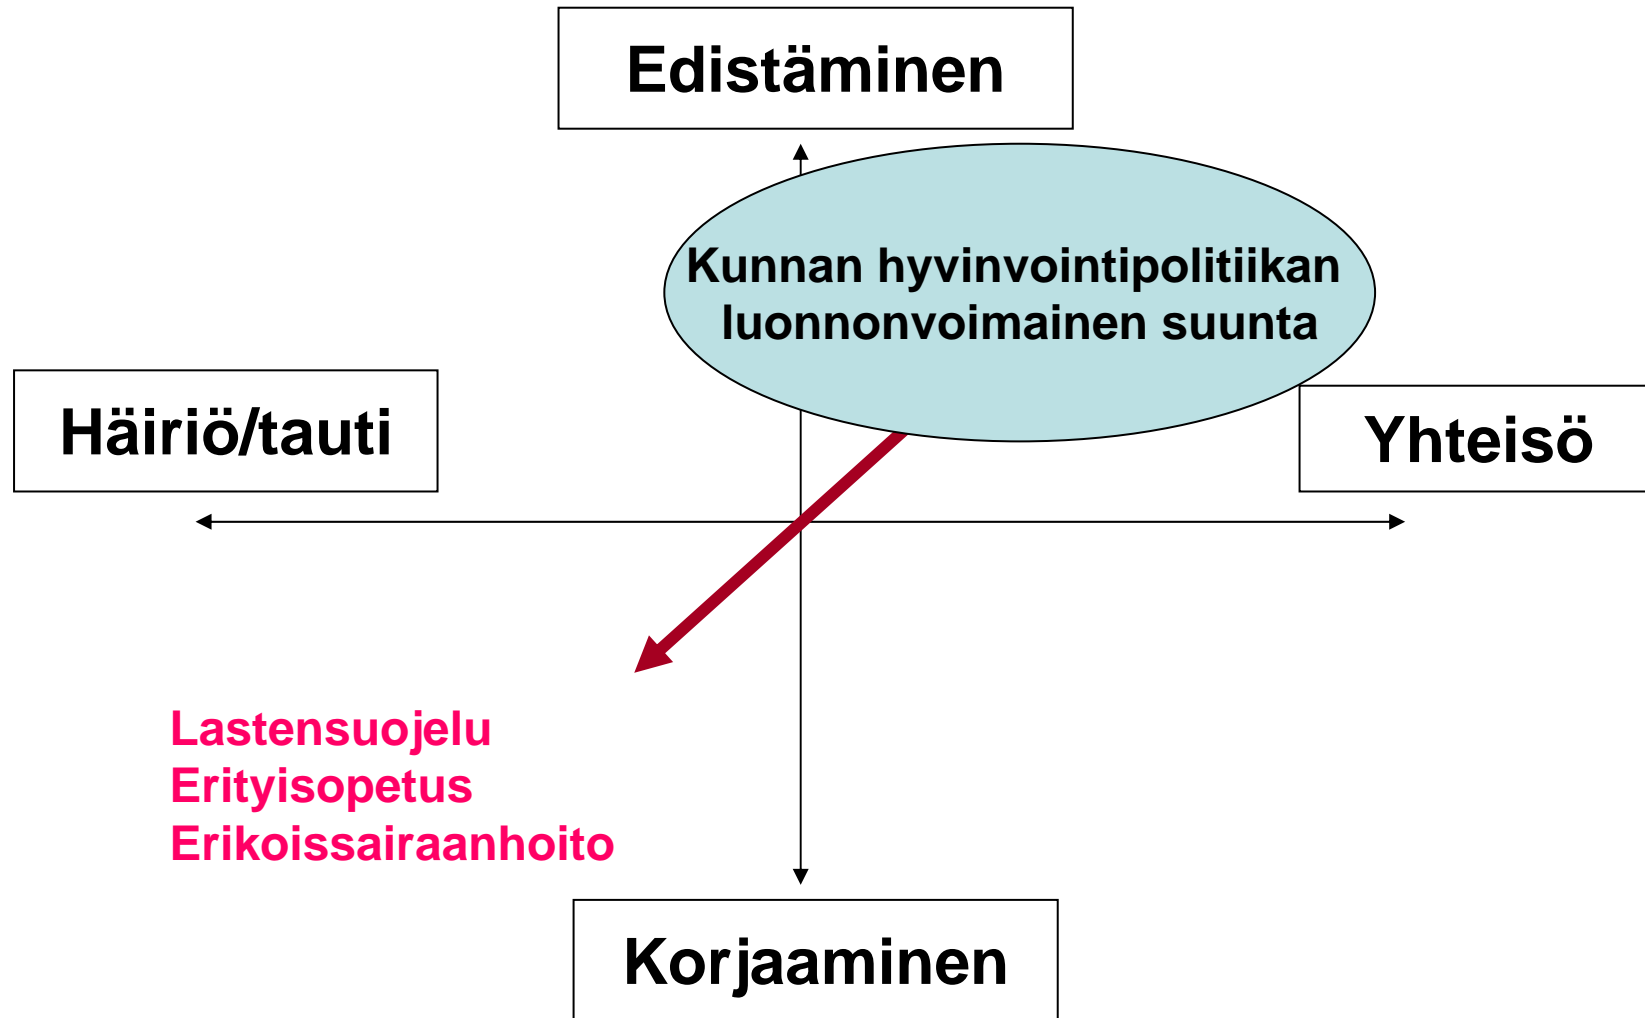 Edistäminen
Kunnan hyvinvointipolitiikan
luonnonvoimainen suunta
Häiriö/tauti
Yhteisö
Lastensuojelu
Erityisopetus
Erikoissairaanhoito
Korjaaminen